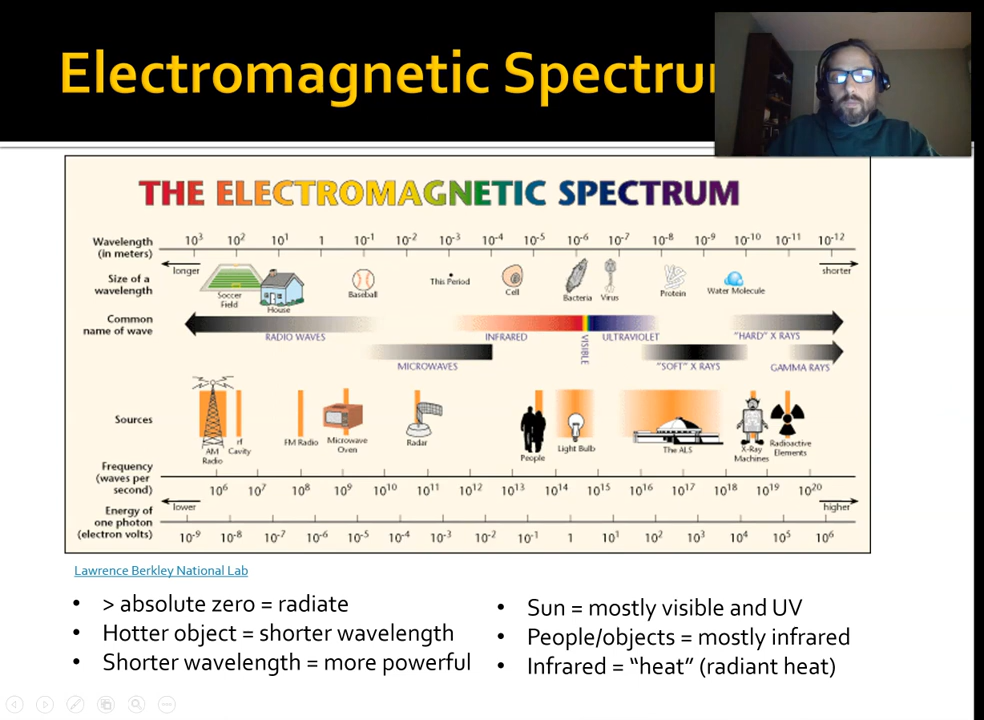 Electromagnetic Spectru
THE ELECTROMAGNETIC SPECTRUM
Wavelength
(in meters)
10³ 10² 10¹ 1 10⁻¹ 10⁻² 10⁻³ 10⁻⁴ 10⁻⁵ 10⁻⁶ 10⁻⁷ 10⁻⁸ 10⁻⁹ 10⁻¹⁰ 10⁻¹¹ 10⁻¹²
longer
shorter
Size of a
wavelength
Soccer
Field
House
Baseball
This Period
Cell
Bacteria
Virus
Protein
Water Molecule
Common
name of wave
RADIO WAVES
INFRARED
VISIBLE
ULTRAVIOLET
"HARD" X RAYS
MICROWAVES
"SOFT" X RAYS
GAMMA RAYS
Sources
AM
Radio
rf
Cavity
FM Radio
Microwave
Oven
Radar
People
Light Bulb
The ALS
X-Ray
Machines
Radioactive
Elements
Frequency
(waves per
second)
10⁶ 10⁷ 10⁸ 10⁹ 10¹⁰ 10¹¹ 10¹² 10¹³ 10¹⁴ 10¹⁵ 10¹⁶ 10¹⁷ 10¹⁸ 10¹⁹ 10²⁰
lower
higher
Energy of
one photon
(electron volts)
10⁻⁹ 10⁻⁸ 10⁻⁷ 10⁻⁶ 10⁻⁵ 10⁻⁴ 10⁻³ 10⁻² 10⁻¹ 1 10¹ 10² 10³ 10⁴ 10⁵ 10⁶
Lawrence Berkley National Lab
• > absolute zero = radiate
• Hotter object = shorter wavelength
• Shorter wavelength = more powerful
• Sun = mostly visible and UV
• People/objects = mostly infrared
• Infrared = “heat” (radiant heat)